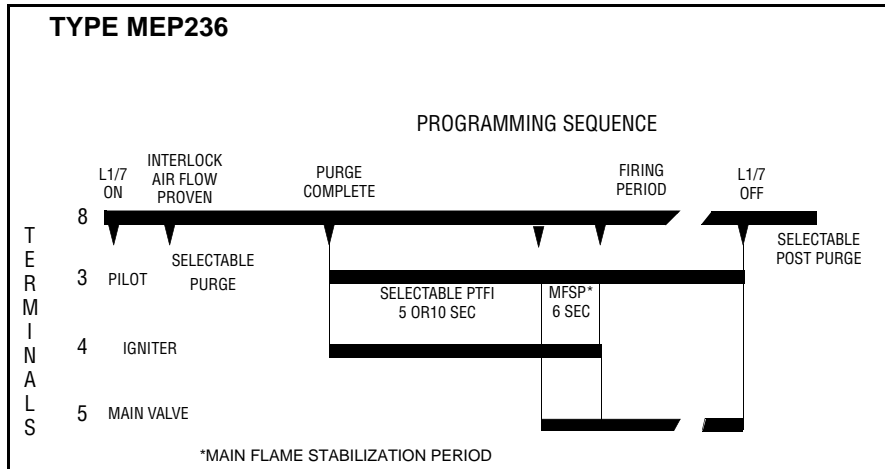 TYPE MEP236
PROGRAMMING SEQUENCE
L1/7
ON
INTERLOCK
AIR FLOW
PROVEN
PURGE
COMPLETE
FIRING
PERIOD
L1/7
OFF
8
SELECTABLE
POST PURGE
TERMINALS
3 PILOT
SELECTABLE
PURGE
SELECTABLE PTFI
5 OR10 SEC
MFSP*
6 SEC
4 IGNITER
5 MAIN VALVE
*MAIN FLAME STABILIZATION PERIOD